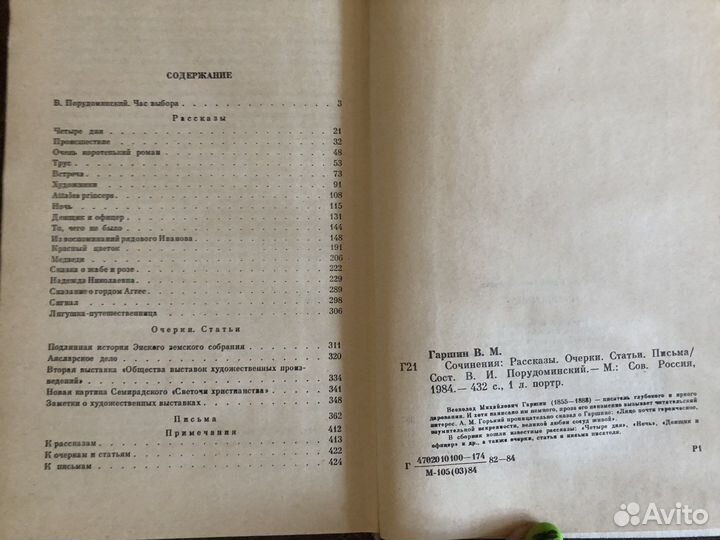 СОДЕРЖАНИЕ
В. Порудоминский. Час выбора . . . . . . . . . . 3
Рассказы
Четыре дня . . . . . . . . . . 21
Происшествие . . . . . . . . . . 32
Очень коротенький роман . . . . . . . . . . 48
Трус . . . . . . . . . . 53
Встреча . . . . . . . . . . 73
Художники . . . . . . . . . . 91
Attalea princeps . . . . . . . . . . 108
Ночь . . . . . . . . . . 115
Денщик и офицер . . . . . . . . . . 131
То, чего не было . . . . . . . . . . 144
Из воспоминаний рядового Иванова . . . . . . . . . . 148
Красный цветок . . . . . . . . . . 191
Медведи . . . . . . . . . . 206
Сказка о жабе и розе . . . . . . . . . . 222
Надежда Николаевна . . . . . . . . . . 229
Сказание о гордом Аггее . . . . . . . . . . 289
Сигнал . . . . . . . . . . 298
Лягушка-путешественница . . . . . . . . . . 306
Очерки. Статьи
Подлинная история Энского земского собрания . . . . 311
Аясларское дело . . . . . . . . . . 320
Вторая выставка «Общества выставок художественных произ-
ведений» . . . . . . . . . . 334
Новая картина Семирадского «Светочи христианства» . . . 341
Заметки о художественных выставках . . . . . . . . 348
Письма 362
Примечания 412
К рассказам . . . . . . . . . . 413
К очеркам и статьям . . . . . . . . . . 422
К письмам . . . . . . . . . . 424
Гаршин В. М.
Г21 Сочинения: Рассказы. Очерки. Статьи. Письма/
Сост. В. И. Порудоминский.— М.: Сов. Россия,
1984.— 432 с., 1 л. портр.
Всеволод Михайлович Гаршин (1855—1888) — писатель глубокого и яркого
дарования. И хотя написано им немного, проза его неизменно вызывает читательский
интерес. А. М. Горький проницательно сказал о Гаршине: «Лицо почти героическое,
изумительной искренности, великой любви сосуд живой».
В сборник вошли известные рассказы: «Четыре дня», «Ночь», «Денщик и
офицер» и др., а также очерки, статьи и письма писателя.
Г 4702010100—174 82—84 Р1
М-105(03)84
Avito